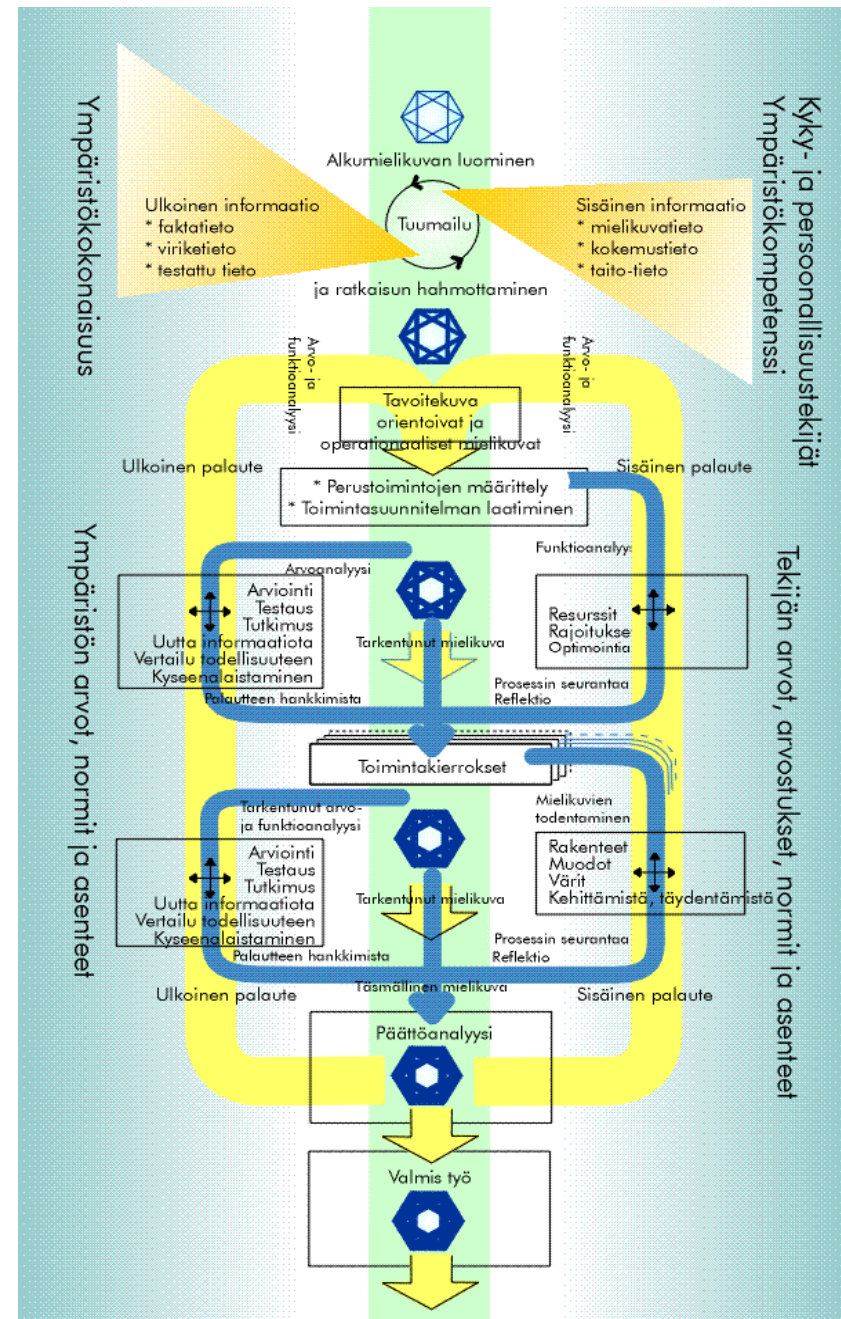 Ympäristökokonaisuus
Kyky- ja persoonallisuustekijät
Ympäristökompetenssi
Alkumielikuvan luominen
Tuumailu
Ulkoinen informaatio
* faktatieto
* viriketieto
* testattu tieto
Sisäinen informaatio
* mielikuvatieto
* kokemustieto
* taito-tieto
ja ratkaisun hahmottaminen
Arvo- ja
funktioanalyysi
Arvo- ja
funktioanalyysi
Tavoitekuva
orientoivat ja
operationaaliset mielikuvat
Ulkoinen palaute
Sisäinen palaute
* Perustoimintojen määrittely
* Toimintasuunnitelman laatiminen
Ympäristön arvot, normit ja asenteet
Tekijän arvot, arvostukset, normit ja asenteet
Arvoanalyysi
Funktioanalyys
Arviointi
Testaus
Tutkimus
Uutta informaatiota
Vertailu todellisuuteen
Kyseenalaistaminen
Resurssit
Rajoitukse
Optimointia
Tarkentunut mielikuva
Palautteen hankkimista
Prosessin seurantaa
Reflektio
Toimintakierrokset
Tarkentunut arvo-
ja funktioanalyysi
Mielikuvien
todentaminen
Arviointi
Testaus
Tutkimus
Uutta informaatiota
Vertailu todellisuuteen
Kyseenalaistaminen
Rakenteet
Muodot
Värit
Kehittämistä, täydentämistä
Tarkentunut mielikuva
Palautteen hankkimista
Prosessin seurantaa
Reflektio
Täsmällinen mielikuva
Ulkoinen palaute
Sisäinen palaute
Päättöanalyysi
Valmis työ